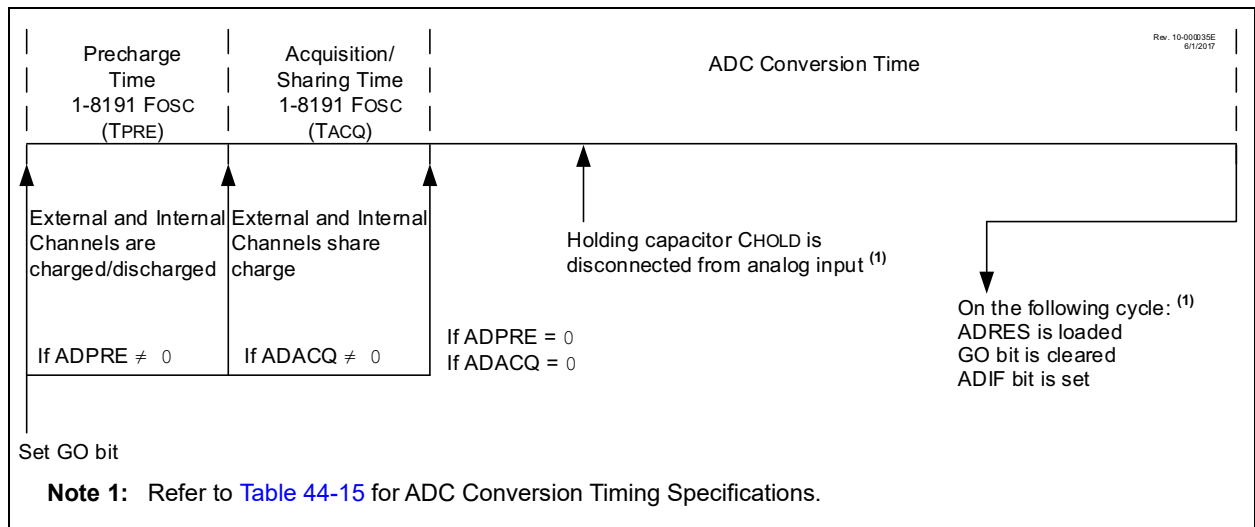 Rev. 10-000035E
6/1/2017
Precharge
Time
1-8191 FOSC
(TPRE)
Acquisition/
Sharing Time
1-8191 FOSC
(TACQ)
ADC Conversion Time
External and Internal
Channels are
charged/discharged
If ADPRE ≠ 0
External and Internal
Channels share
charge
If ADACQ ≠ 0
If ADPRE = 0
If ADACQ = 0
Holding capacitor CHOLD is
disconnected from analog input (1)
On the following cycle: (1)
ADRES is loaded
GO bit is cleared
ADIF bit is set
Set GO bit
Note 1: Refer to Table 44-15 for ADC Conversion Timing Specifications.